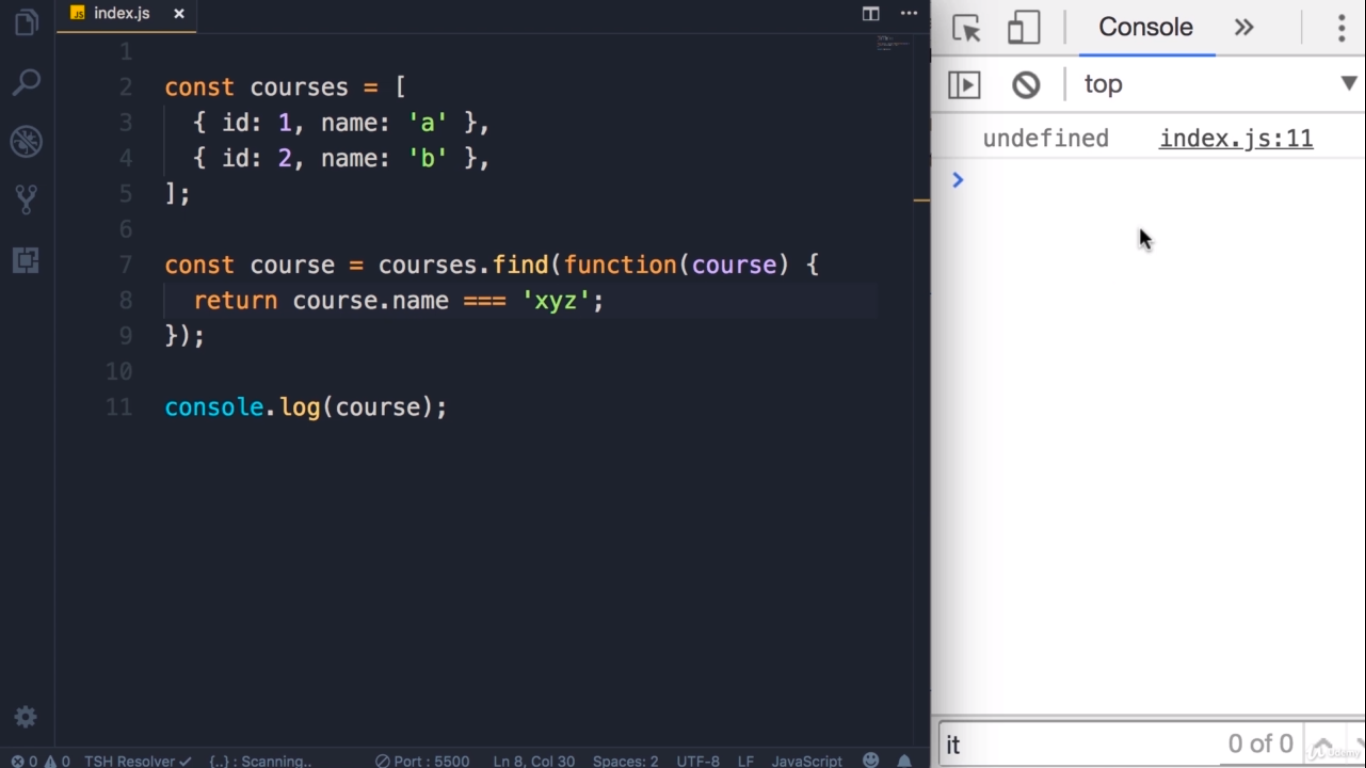 JS index.js ×
1
2 const courses = [
3 { id: 1, name: 'a' },
4 { id: 2, name: 'b' },
5 ];
6
7 const course = courses.find(function(course) {
8 return course.name === 'xyz';
9 });
10
11 console.log(course);
0 0 TSH Resolver ✓ {..} : Scanning.. Port : 5500 Ln 8, Col 30 Spaces: 2 UTF-8 LF JavaScript
Console
top
undefined index.js:11
it 0 of 0
Udemy